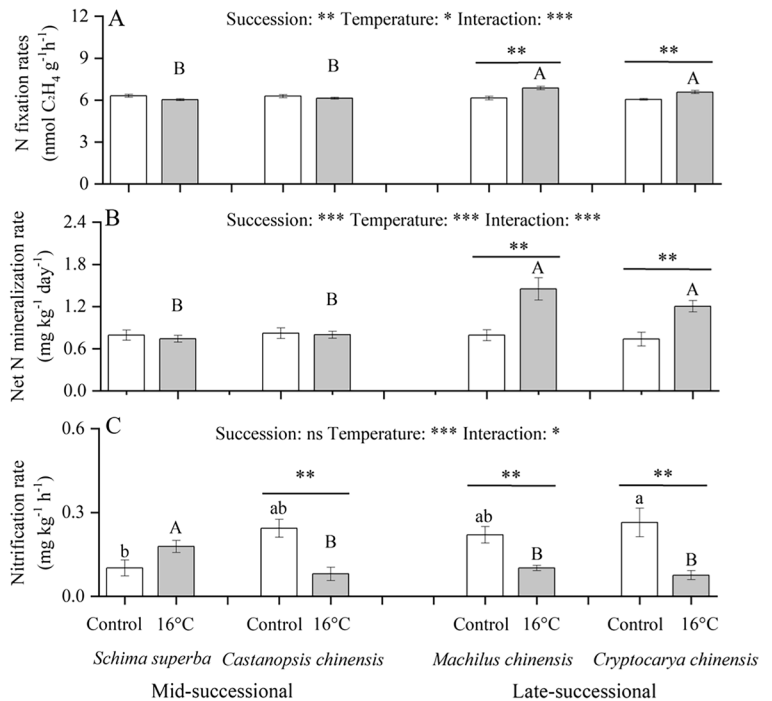 A
Succession: ** Temperature: * Interaction: ***
N fixation rates
(nmol C₂H₄ g⁻¹h⁻¹)
12
9
6
3
0
B
B
**
A
**
A
B
Succession: *** Temperature: *** Interaction: ***
Net N mineralization rate
(mg kg⁻¹ day⁻¹)
2.4
1.8
1.2
0.6
0.0
B
B
**
A
**
A
C
Succession: ns Temperature: *** Interaction: *
Nitrification rate
(mg kg⁻¹ h⁻¹)
0.6
0.3
0.0
b
A
**
ab
B
**
ab
B
**
a
B
Control 16°C Control 16°C Control 16°C Control 16°C
Schima superba Castanopsis chinensis Machilus chinensis Cryptocarya chinensis
Mid-successional Late-successional